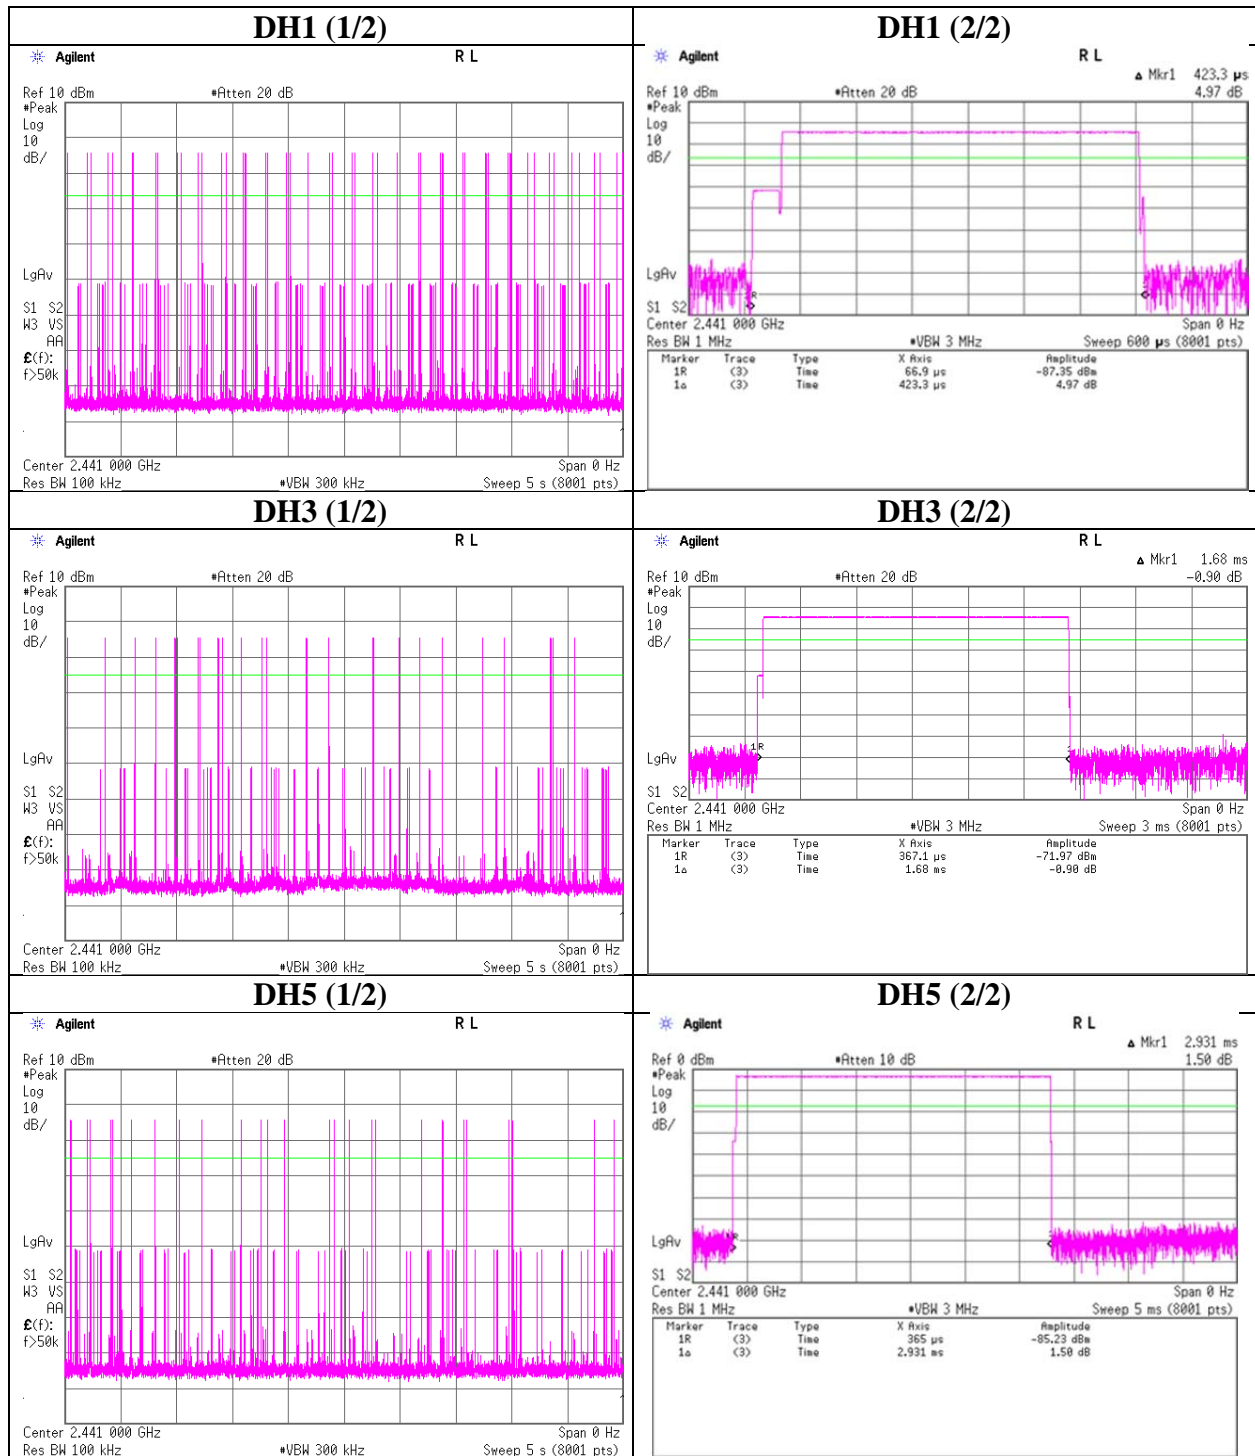 DH1 (1/2)
Agilent R L
Ref 10 dBm #Atten 20 dB
#Peak
Log
10
dB/
LgAv
S1 S2
W3 VS
AA
£(f):
f>50k
Center 2.441 000 GHz Span 0 Hz
Res BW 100 kHz #VBW 300 kHz Sweep 5 s (8001 pts)
DH1 (2/2)
Agilent R L
Δ Mkr1 423.3 µs
Ref 10 dBm #Atten 20 dB 4.97 dB
#Peak
Log
10
dB/
1R
LgAv
S1 S2
Center 2.441 000 GHz Span 0 Hz
Res BW 1 MHz #VBW 3 MHz Sweep 600 µs (8001 pts)
Marker Trace Type X Axis Amplitude
1R (3) Time 66.9 µs -87.35 dBm
1Δ (3) Time 423.3 µs 4.97 dB
DH3 (1/2)
Agilent R L
Ref 10 dBm #Atten 20 dB
#Peak
Log
10
dB/
LgAv
S1 S2
W3 VS
AA
£(f):
f>50k
Center 2.441 000 GHz Span 0 Hz
Res BW 100 kHz #VBW 300 kHz Sweep 5 s (8001 pts)
DH3 (2/2)
Agilent R L
Δ Mkr1 1.68 ms
Ref 10 dBm #Atten 20 dB -0.90 dB
#Peak
Log
10
dB/
1R
LgAv
S1 S2
Center 2.441 000 GHz Span 0 Hz
Res BW 1 MHz #VBW 3 MHz Sweep 3 ms (8001 pts)
Marker Trace Type X Axis Amplitude
1R (3) Time 367.1 µs -71.97 dBm
1Δ (3) Time 1.68 ms -0.90 dB
DH5 (1/2)
Agilent R L
Ref 10 dBm #Atten 20 dB
#Peak
Log
10
dB/
LgAv
S1 S2
W3 VS
AA
£(f):
f>50k
Center 2.441 000 GHz Span 0 Hz
Res BW 100 kHz #VBW 300 kHz Sweep 5 s (8001 pts)
DH5 (2/2)
Agilent R L
Δ Mkr1 2.931 ms
Ref 0 dBm #Atten 10 dB 1.50 dB
#Peak
Log
10
dB/
LgAv
S1 S2
Center 2.441 000 GHz Span 0 Hz
Res BW 1 MHz #VBW 3 MHz Sweep 5 ms (8001 pts)
Marker Trace Type X Axis Amplitude
1R (3) Time 365 µs -85.23 dBm
1Δ (3) Time 2.931 ms 1.50 dB